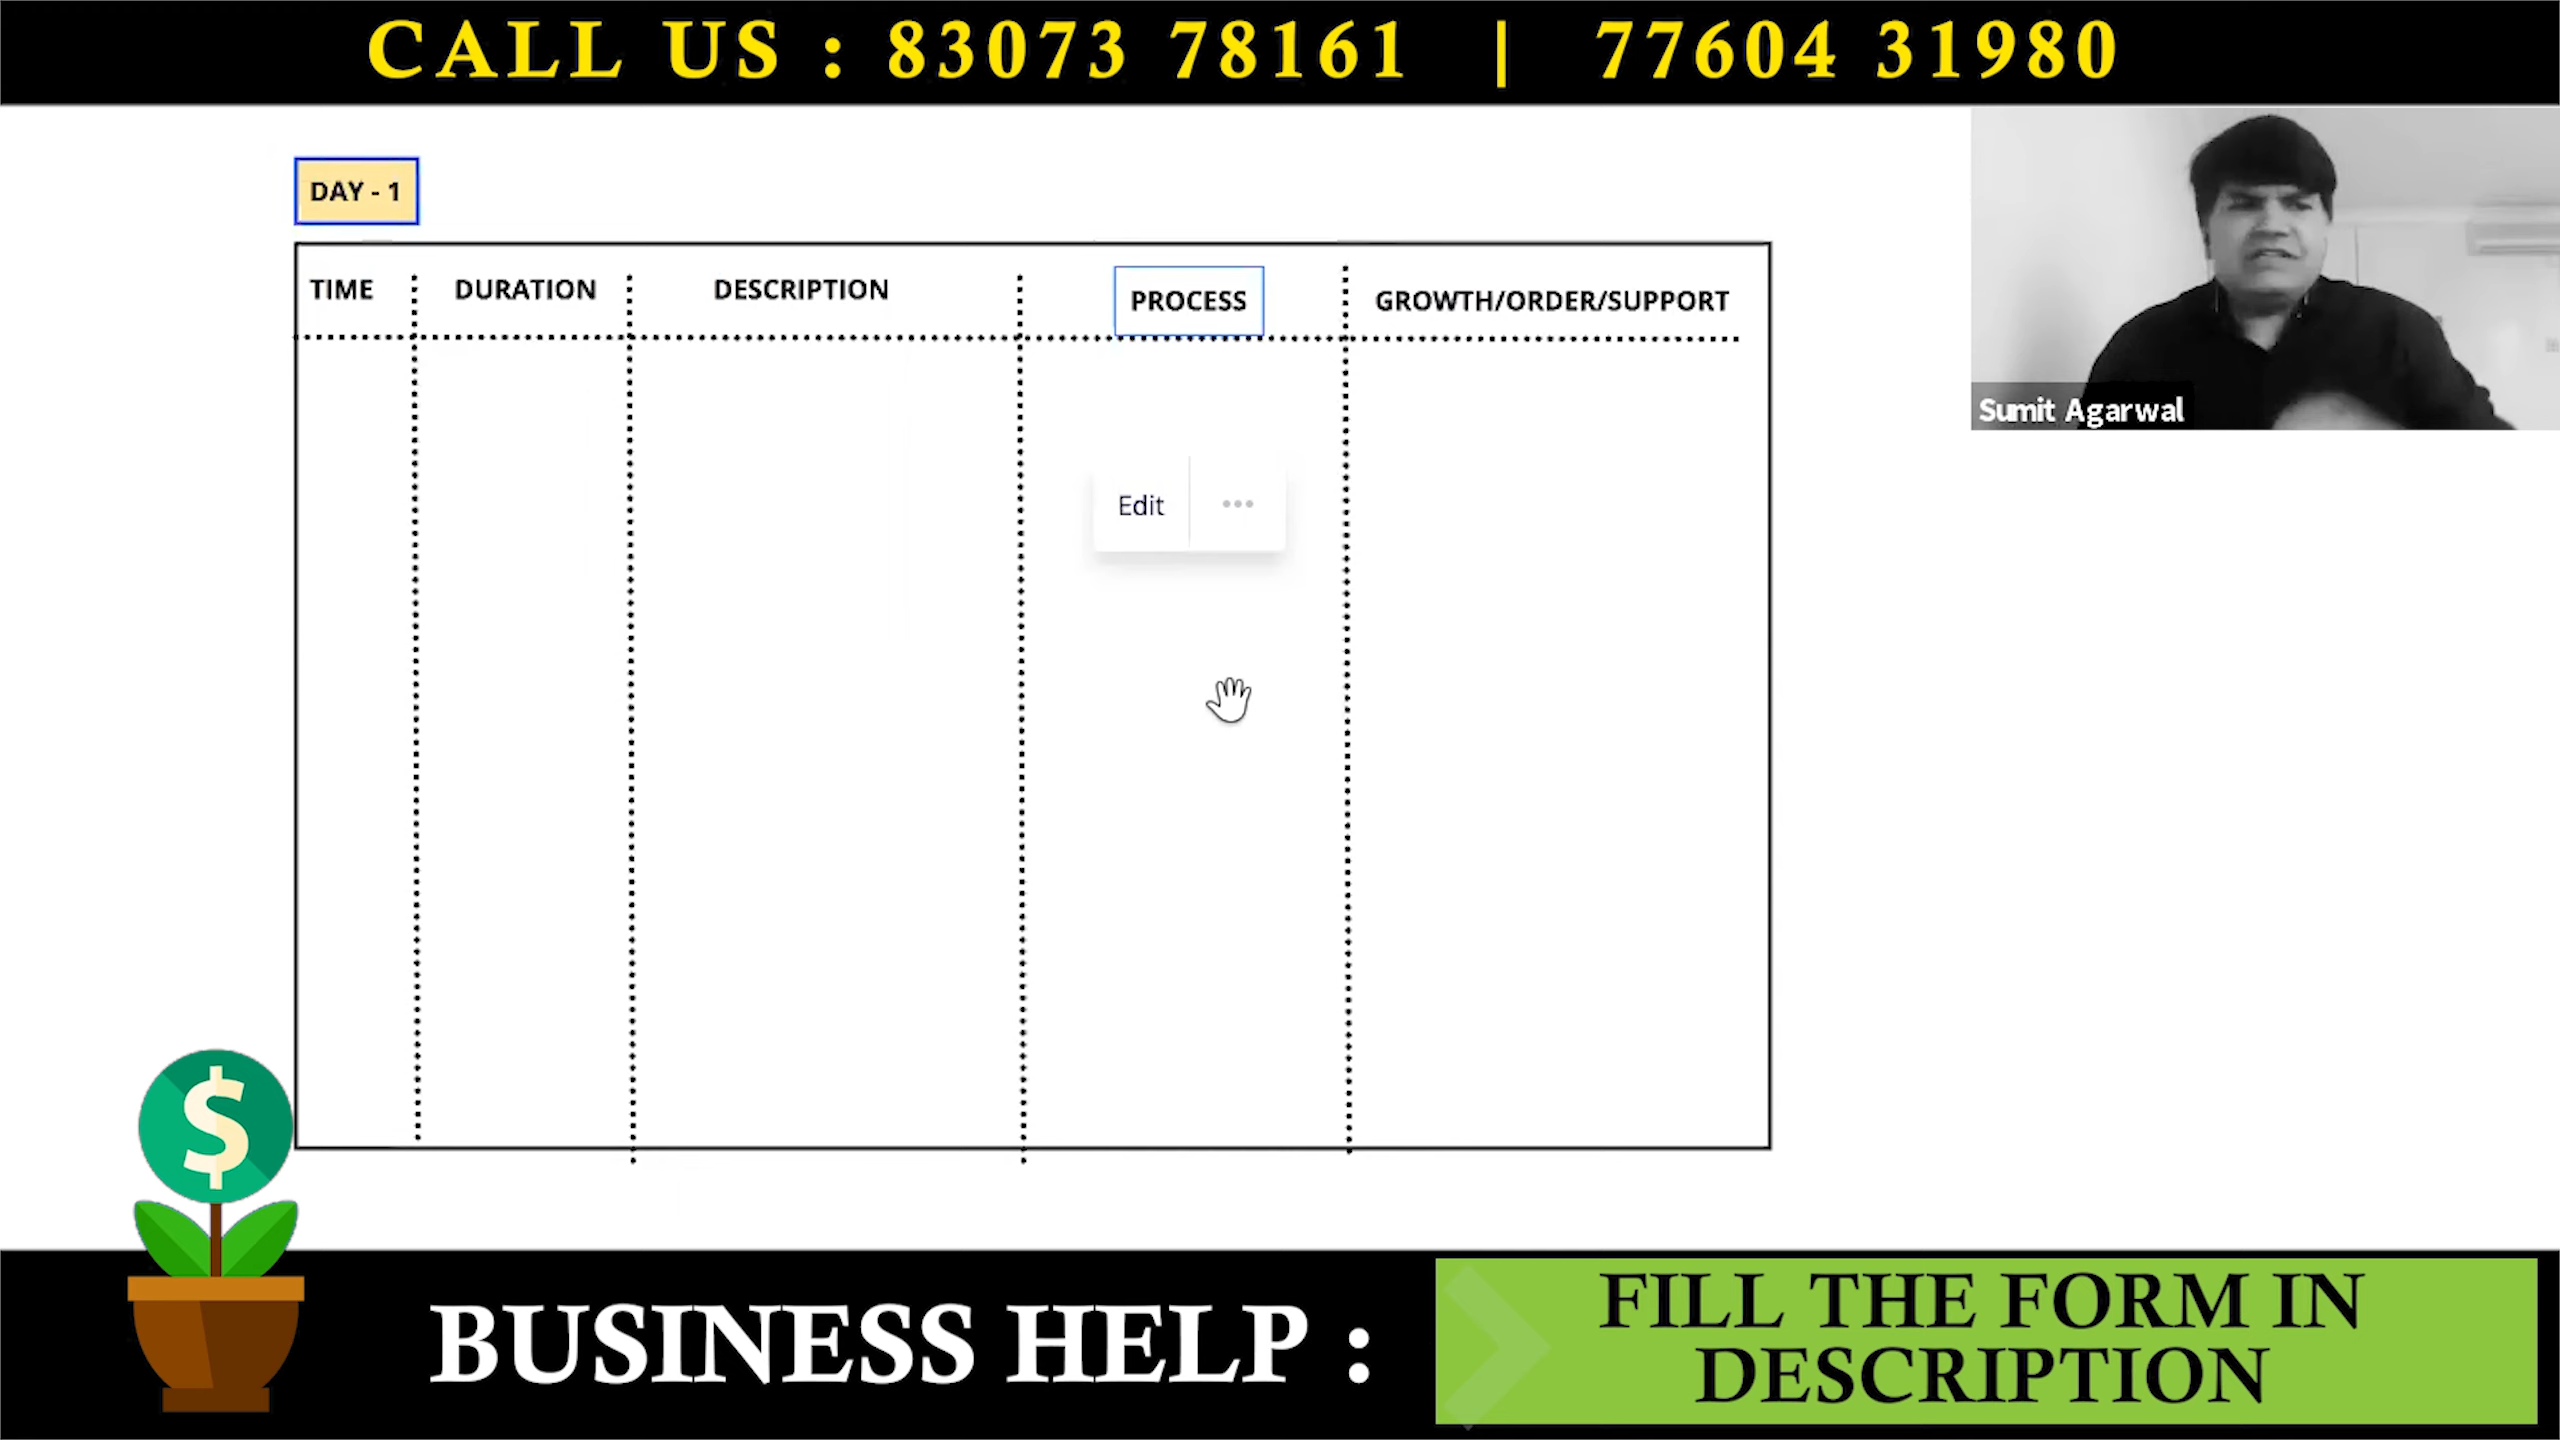 CALL US : 83073 78161 | 77604 31980
DAY - 1
TIME DURATION DESCRIPTION PROCESS GROWTH/ORDER/SUPPORT
Edit
Sumit Agarwal
$
BUSINESS HELP :
FILL THE FORM IN
DESCRIPTION